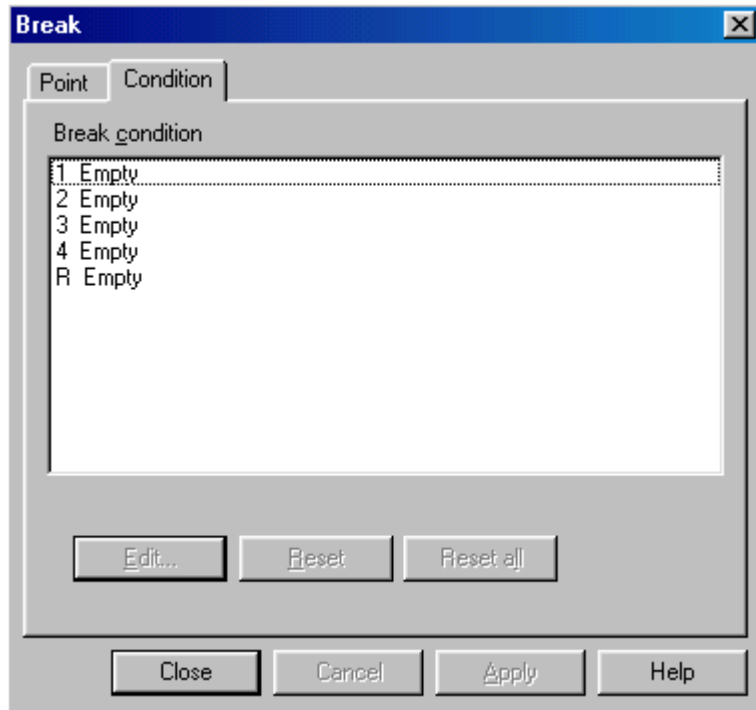 Break
Point Condition
Break condition
1 Empty
2 Empty
3 Empty
4 Empty
R Empty
Edit... Reset Reset all
Close Cancel Apply Help